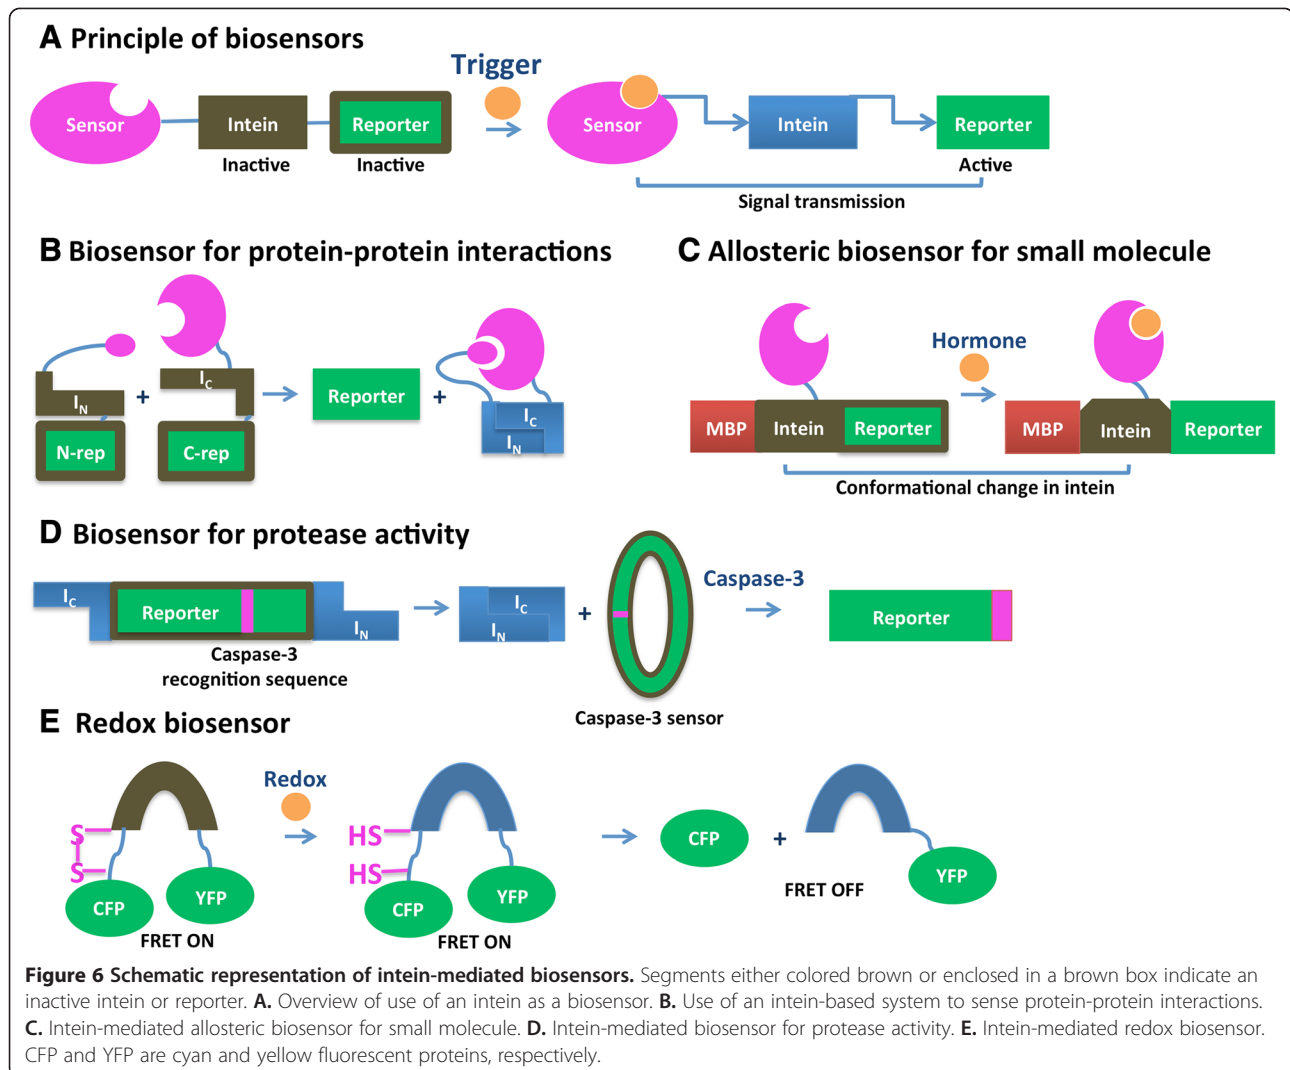 A Principle of biosensors
Trigger
Sensor
Intein
Reporter
Sensor
Intein
Reporter
Inactive
Inactive
Active
Signal transmission
B Biosensor for protein-protein interactions
C Allosteric biosensor for small molecule
Hormone
IC
IN
+
Reporter
+
IC
IN
N-rep
C-rep
MBP
Intein
Reporter
MBP
Intein
Reporter
Conformational change in intein
D Biosensor for protease activity
Caspase-3
IC
Reporter
IN
IC
IN
+
Reporter
Caspase-3
recognition sequence
Caspase-3 sensor
E Redox biosensor
Redox
S
S
HS
HS
CFP
YFP
CFP
YFP
CFP
+
YFP
FRET ON
FRET ON
FRET OFF
Figure 6 Schematic representation of intein-mediated biosensors. Segments either colored brown or enclosed in a brown box indicate an
inactive intein or reporter. A. Overview of use of an intein as a biosensor. B. Use of an intein-based system to sense protein-protein interactions.
C. Intein-mediated allosteric biosensor for small molecule. D. Intein-mediated biosensor for protease activity. E. Intein-mediated redox biosensor.
CFP and YFP are cyan and yellow fluorescent proteins, respectively.